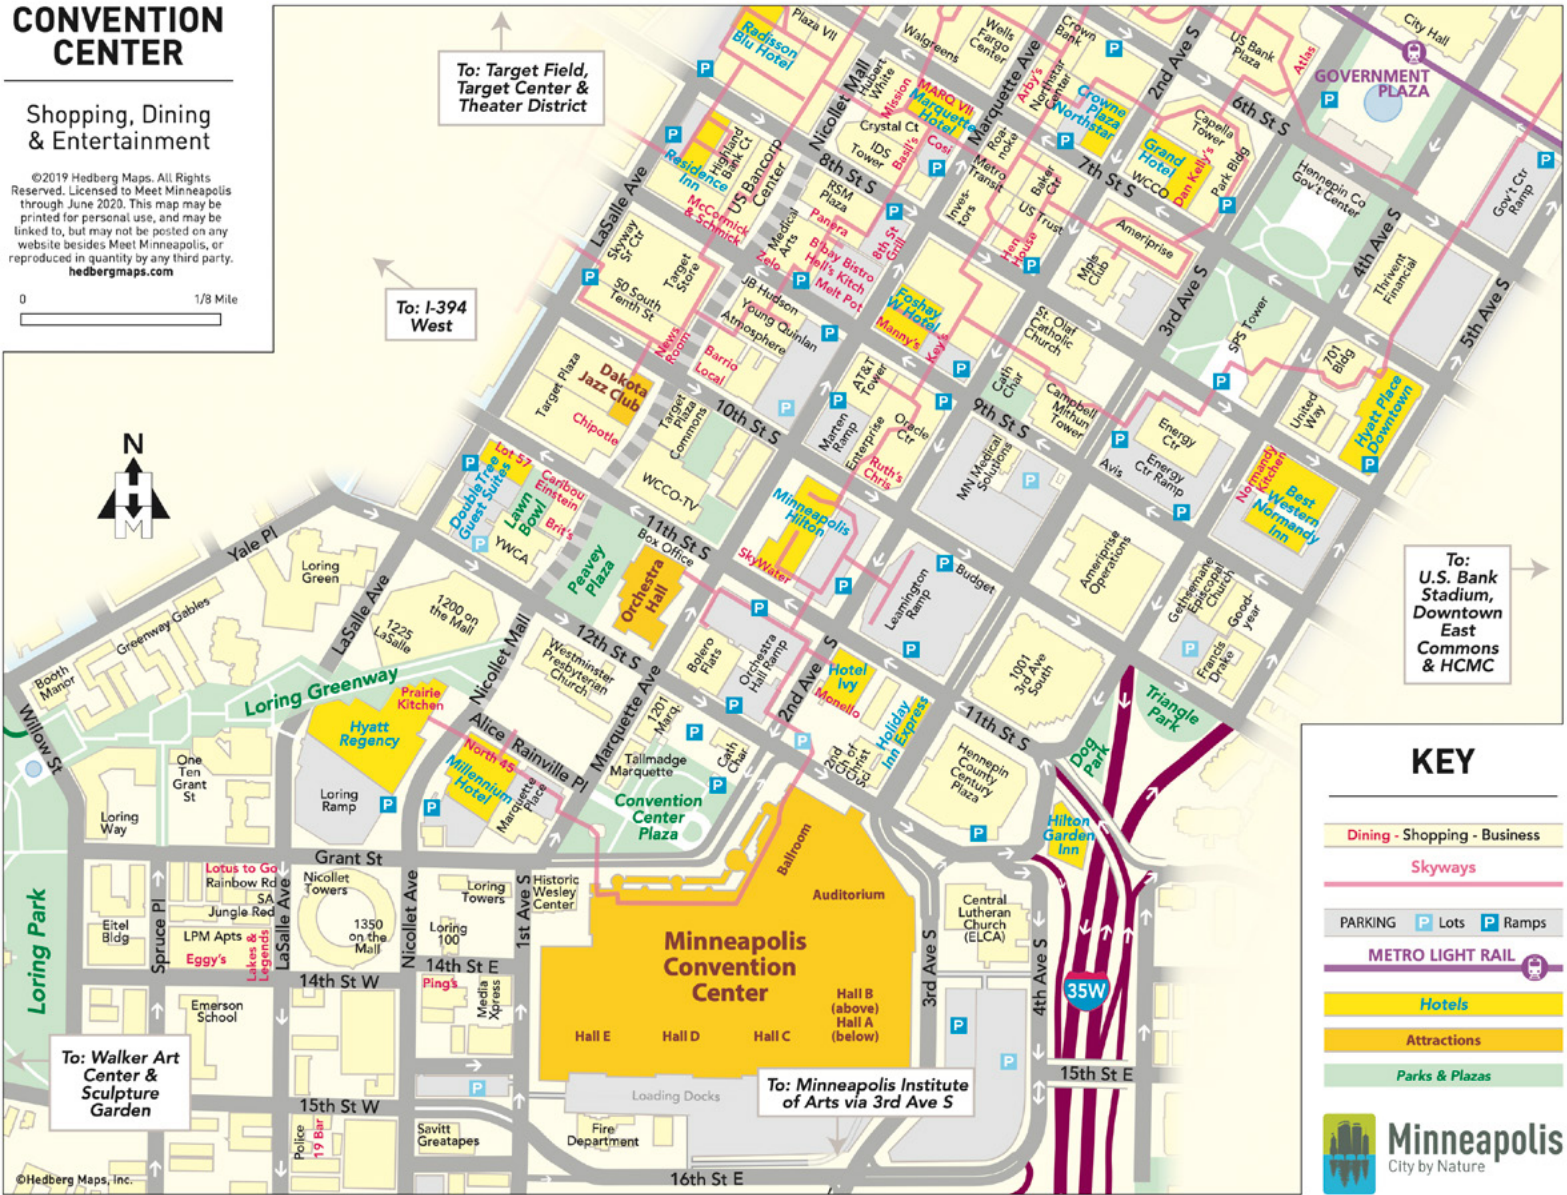 CONVENTION
CENTER
Shopping, Dining
& Entertainment
©2019 Hedberg Maps. All Rights
Reserved. Licensed to Meet Minneapolis
through June 2020. This map may be
printed for personal use, and may be
linked to, but may not be posted on any
website besides Meet Minneapolis, or
reproduced in quantity by any third party.
hedbergmaps.com
0
1/8 Mile
To: Target Field,
Target Center &
Theater District
To: I-394
West
N
M
Radisson
Blu Hotel
Plaza VII
Walgreens
Wells
Fargo
Center
Crown
Bank
P
2nd Ave S
US Bank
Plaza
Atlas
City Hall
GOVERNMENT
PLAZA
P
P
Hubert
White
Nicollet Mall
Mission
MARQ VII
Marquette
Hotel
Marquette Ave
Arby's
Northstar
Center
Crowne
Plaza
Northstar
P
6th St S
Capella
Tower
Grand
Hotel
WCCO
Dan Kelly's
Park Bldg
P
P
P
Highland
Bank Ct
Residence
Inn
US Bancorp
Center
McCormick
& Schmick
Crystal Ct
IDS
Tower
Basil's
Cosi
P
Roa-
noke
Metro
Transit
Baker
Ctr
7th St S
Hennepin Co
Gov't Center
Gov't Ctr
Ramp
8th St S
LaSalle Ave
Skyway
Sr Ctr
P
RSM
Plaza
Panera
P
Inves-
tors
US Trust
Hen
House
P
Ameriprise
4th Ave S
Thrivent
Financial
5th Ave S
Medical
Arts
Zelo
B'bay Bistro
Hell's Kitch
Melt Pot
8th St
Grill
P
Mpls
Club
3rd Ave S
Target
Store
50 South
Tenth St
JB Hudson
Young Quinlan
Atmosphere
P
Foshay
W Hotel
Manny's
Key's
P
St. Olaf
Catholic
Church
SPS Tower
701
Bldg
News
Room
Barrio
Local
P
P
AT&T
Tower
Cath
Char
P
Target Plaza
Dakota
Jazz Club
Chipotle
Target
Plaza
Commons
10th St S
Marten
Ramp
Enterprise
Oracle
Ctr
P
9th St S
Campbell
Mithun
Tower
P
Energy
Ctr
United
Way
Hyatt Place
Downtown
P
Avis
Energy
Ctr Ramp
P
Normandy
Kitchen
Best
Western
Normandy
Inn
Lot 57
P
DoubleTree
Guest Suites
P
Caribou
Einstein
Lawn
Bowl
Brit's
YWCA
WCCO-TV
Ruth's
Chris
MN Medical
Solutions
P
Minneapolis
Hilton
SkyWater
P
11th St S
Box Office
Peavey
Plaza
Orchestra
Hall
P
Leamington
Ramp
P
Budget
P
Ameriprise
Operations
Gethsemane
Episcopal
Church
Good-
year
P
Francis
Drake
To:
U.S. Bank
Stadium,
Downtown
East
Commons
& HCMC
Yale Pl
Loring
Green
Greenway Gables
LaSalle Ave
1200 on
the Mall
1225
LaSalle
Nicollet Mall
12th St S
Westminster
Presbyterian
Church
Bolero
Flats
Orchestra
Hall Ramp
P
2nd Ave S
Hotel
Ivy
Monello
1001
3rd Ave
South
Triangle
Park
Dog
Park
Booth
Manor
Loring Greenway
Willow St
Prairie
Kitchen
Hyatt
Regency
Alice Rainville Pl
Marquette Ave
1201
Marq.
P
P
2nd
Ch of
Christ
Sci
Holiday
Inn Express
11th St S
Hennepin
County
Century
Plaza
P
Hilton
Garden
Inn
One
Ten
Grant
St
Loring
Ramp
P
P
North 45
Millennium
Hotel
Marquette
Place
Tallmadge
Marquette
Cath
Char
P
Convention
Center
Plaza
Loring
Way
Grant St
Ballroom
Auditorium
Loring Park
Lotus to Go
Rainbow Rd
SA
Jungle Red
Nicollet
Towers
1350
on the
Mall
Loring
Towers
Historic
Wesley
Center
Central
Lutheran
Church
(ELCA)
Eitel
Bldg
Spruce Pl
LPM Apts
Eggy's
Lakes &
Legends
LaSalle Ave
Nicollet Ave
Loring
100
1st Ave S
Minneapolis
Convention
Center
3rd Ave S
4th Ave S
35W
14th St W
14th St E
Ping's
Media
Xpress
Hall E
Hall D
Hall C
Hall B
(above)
Hall A
(below)
Emerson
School
P
P
To: Walker Art
Center &
Sculpture
Garden
P
15th St W
Loading Docks
To: Minneapolis Institute
of Arts via 3rd Ave S
15th St E
Police
19 Bar
Savitt
Greatapes
Fire
Department
16th St E
©Hedberg Maps, Inc.
KEY
Dining - Shopping - Business
Skyways
PARKING P Lots P Ramps
METRO LIGHT RAIL
Hotels
Attractions
Parks & Plazas
Minneapolis
City by Nature